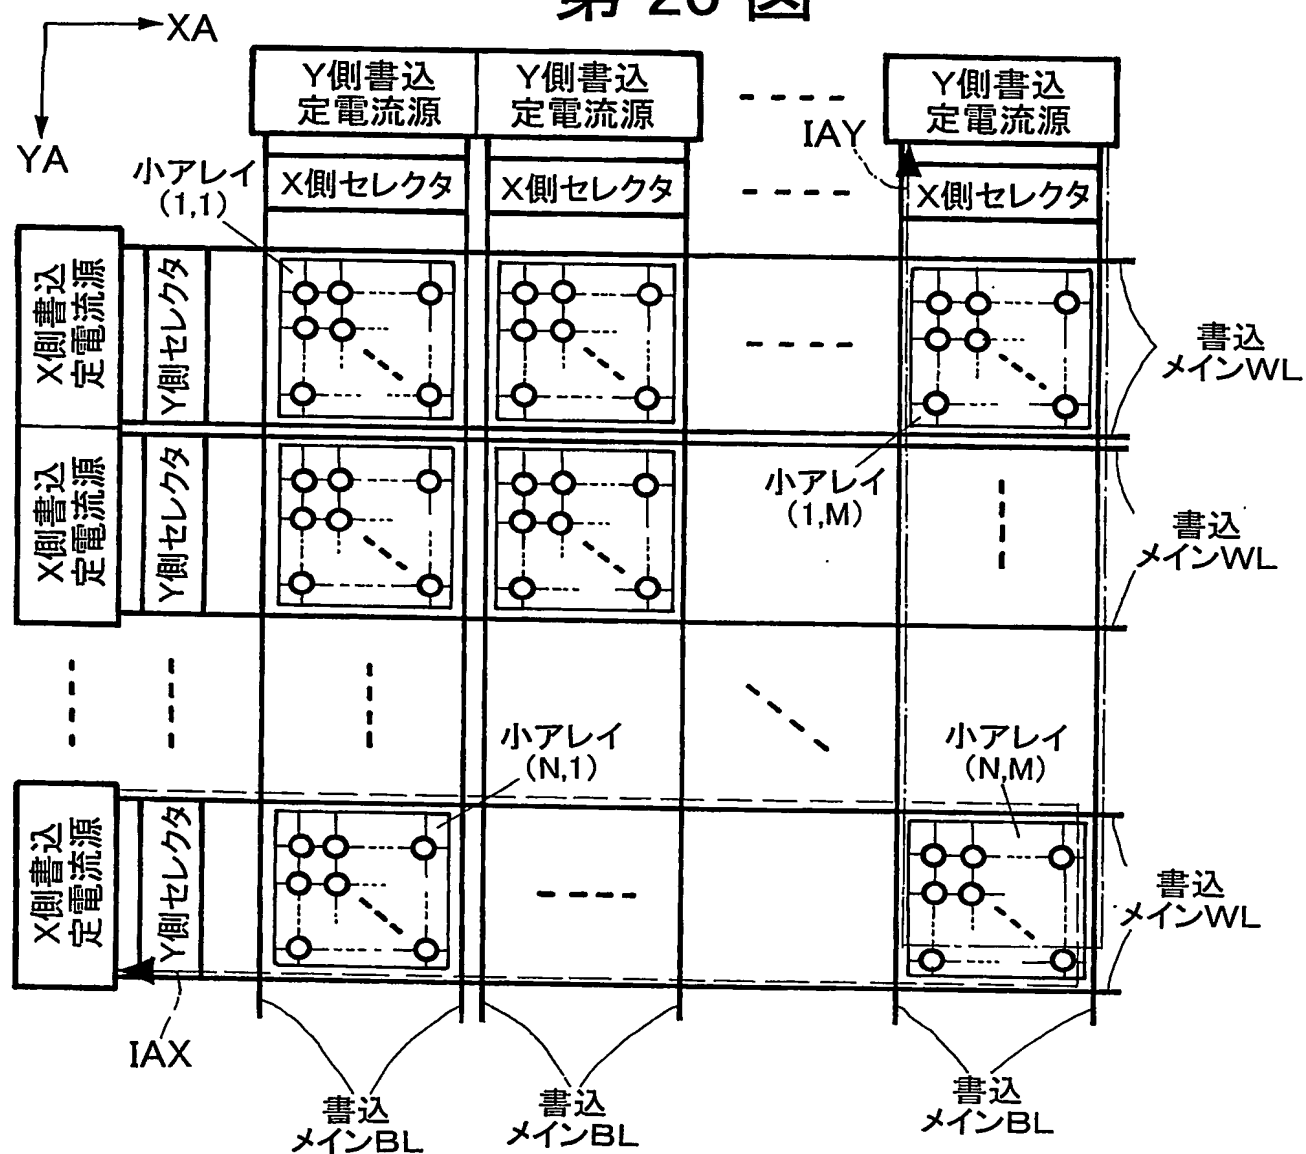 第 26 図
XA
YA
Y側書込
定電流源
Y側書込
定電流源
Y側書込
定電流源
IAY
小アレイ
(1,1)
X側セレクタ
X側セレクタ
X側セレクタ
X側書込
定電流源
Y側セレクタ
書込
メインWL
小アレイ
(1,M)
X側書込
定電流源
Y側セレクタ
書込
メインWL
小アレイ
(N,1)
小アレイ
(N,M)
X側書込
定電流源
Y側セレクタ
書込
メインWL
IAX
書込
メインBL
書込
メインBL
書込
メインBL